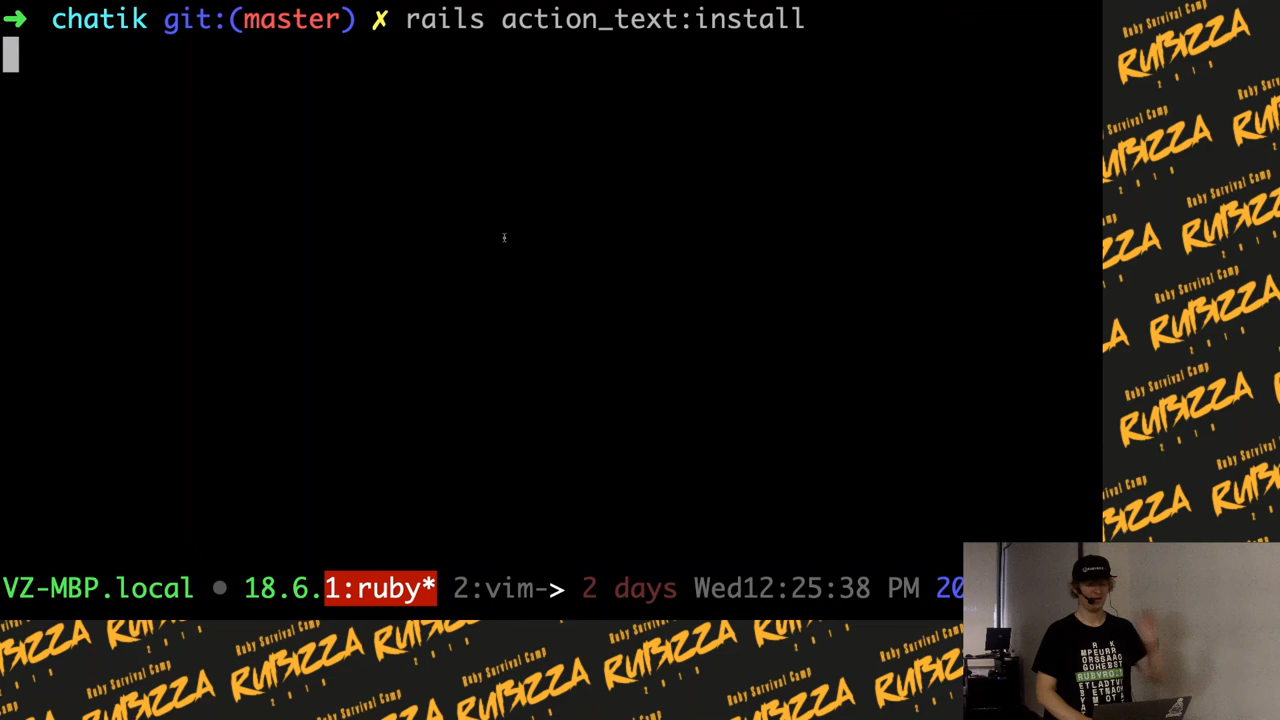 ➜ chatik git:(master) ✗ rails action_text:install
VZ-MBP.local ● 18.6.1:ruby* 2:vim-> 2 days Wed12:25:38 PM 20
Ruby Survival Camp
RUBIZZA
2019